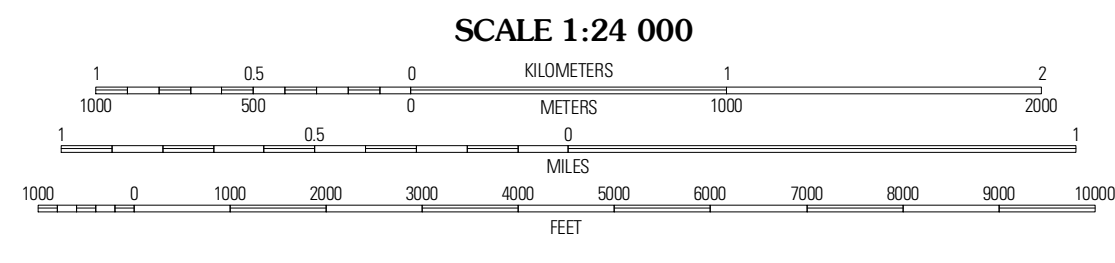 SCALE 1:24 000
1 0.5 0 KILOMETERS 1 2
1000 500 0 METERS 1000 2000
1 0.5 0 1
MILES
1000 0 1000 2000 3000 4000 5000 6000 7000 8000 9000 10000
FEET